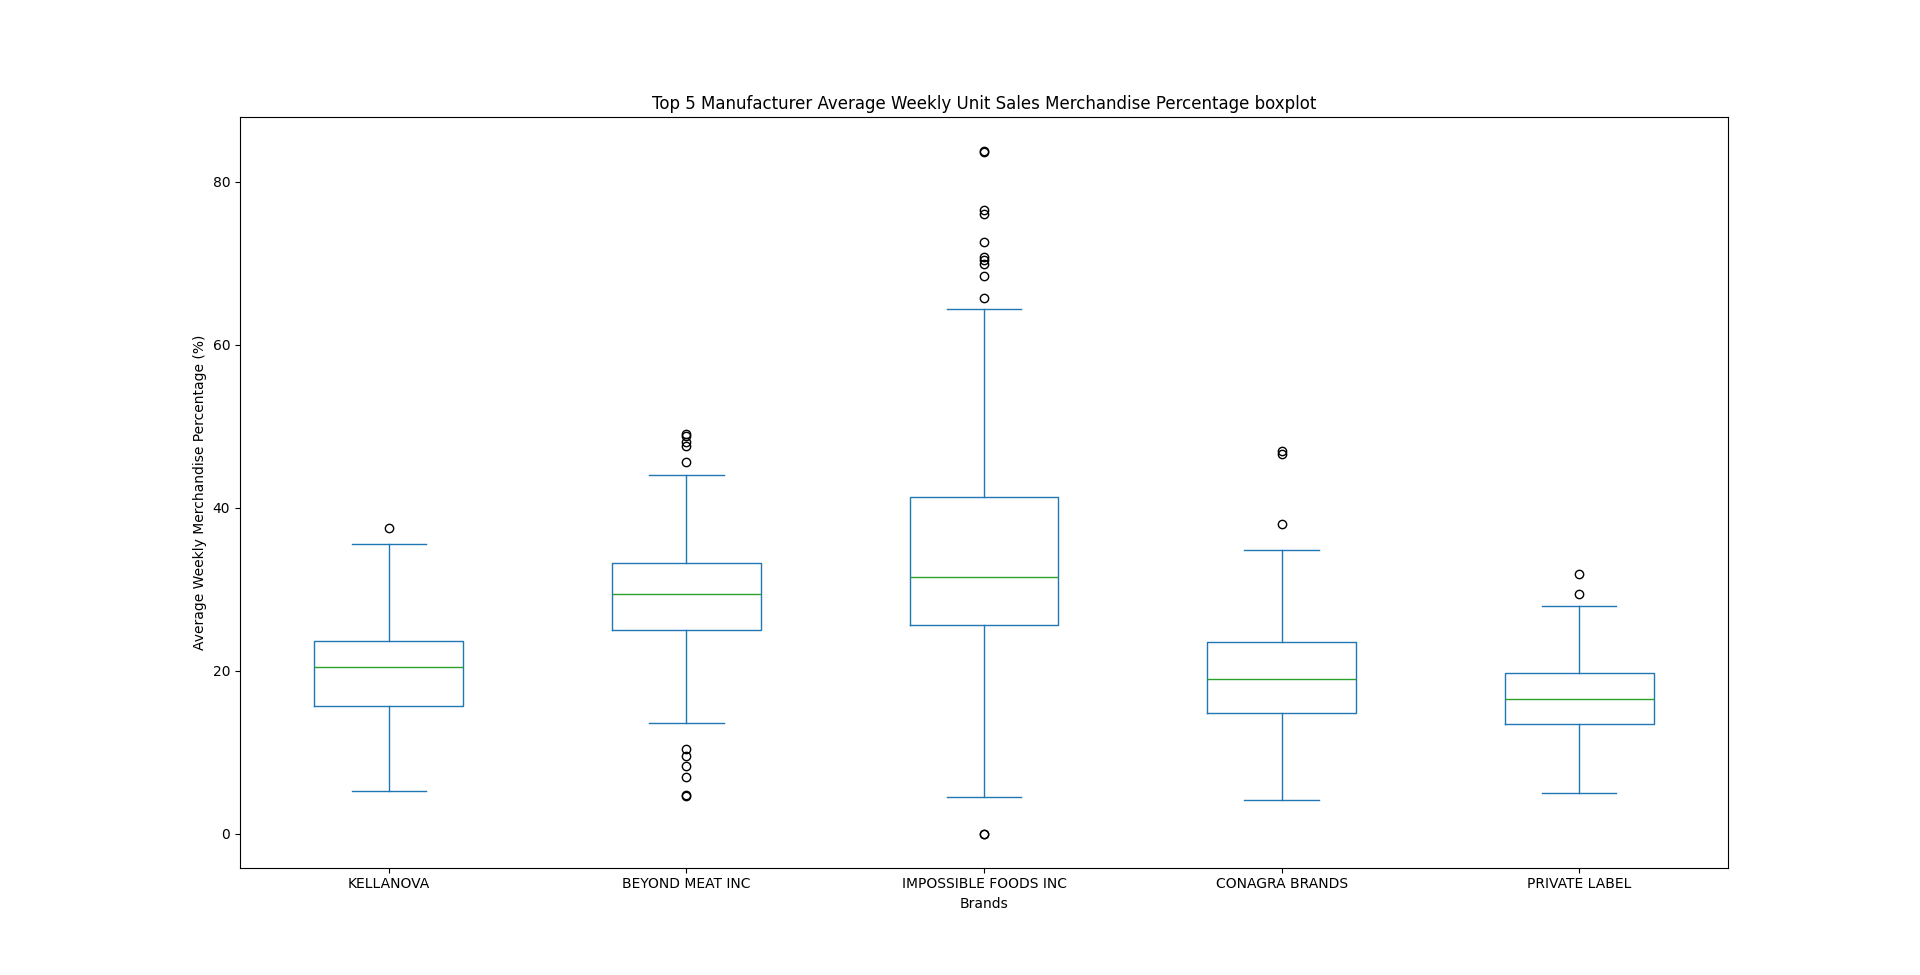 Top 5 Manufacturer Average Weekly Unit Sales Merchandise Percentage boxplot
Average Weekly Merchandise Percentage (%)
80
60
40
20
0
KELLANOVA BEYOND MEAT INC IMPOSSIBLE FOODS INC CONAGRA BRANDS PRIVATE LABEL
Brands